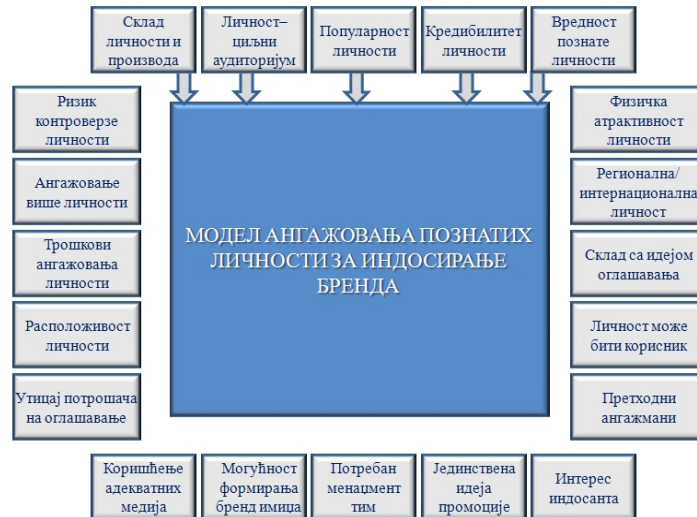 Склад
личности и
производа
Личност–
циљни
аудиторијум
Популарност
личности
Кредибилитет
личности
Вредност
познате
личности
Ризик
контроверзе
личности
Ангажовање
више личности
Трошкови
ангажовања
личности
Расположивост
личности
Утицај потрошача
на оглашавање
МОДЕЛ АНГАЖОВАЊА ПОЗНАТИХ
ЛИЧНОСТИ ЗА ИНДОСИРАЊЕ
БРЕНДА
Физичка
атрактивност
личности
Регионална/
интернационална
личност
Склад са идејом
оглашавања
Личност може
бити корисник
Претходни
ангажмани
Коришћење
адекватних
медија
Могућност
формирања
бренд имиџа
Потребан
менаџмент
тим
Јединствена
идеја
промоције
Интерес
индосанта